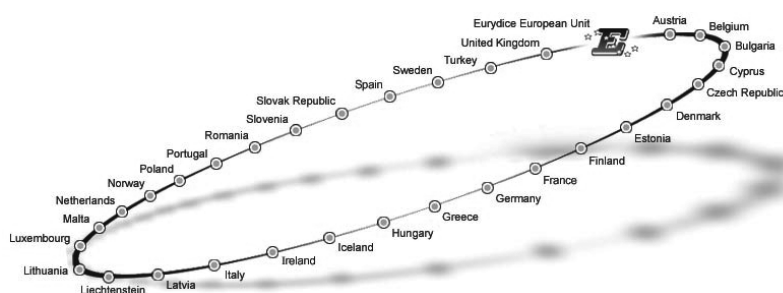 Eurydice European Unit
E
Austria
Belgium
Bulgaria
Cyprus
Czech Republic
Denmark
Estonia
Finland
France
Germany
Greece
Hungary
Iceland
Ireland
Italy
Latvia
Liechtenstein
Lithuania
Luxembourg
Malta
Netherlands
Norway
Poland
Portugal
Romania
Slovenia
Slovak Republic
Spain
Sweden
Turkey
United Kingdom